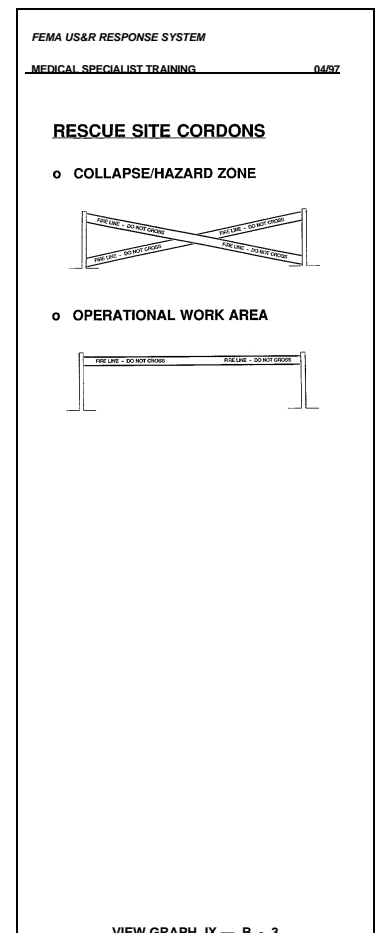 FEMA US&R RESPONSE SYSTEM
MEDICAL SPECIALIST TRAINING 04/97
RESCUE SITE CORDONS
o COLLAPSE/HAZARD ZONE
FIRE LINE - DO NOT CROSS FIRE LINE - DO NOT CROSS
FIRE LINE - DO NOT CROSS FIRE LINE - DO NOT CROSS
o OPERATIONAL WORK AREA
FIRE LINE - DO NOT CROSS FIRE LINE - DO NOT CROSS
VIEW GRAPH IX — B - 3